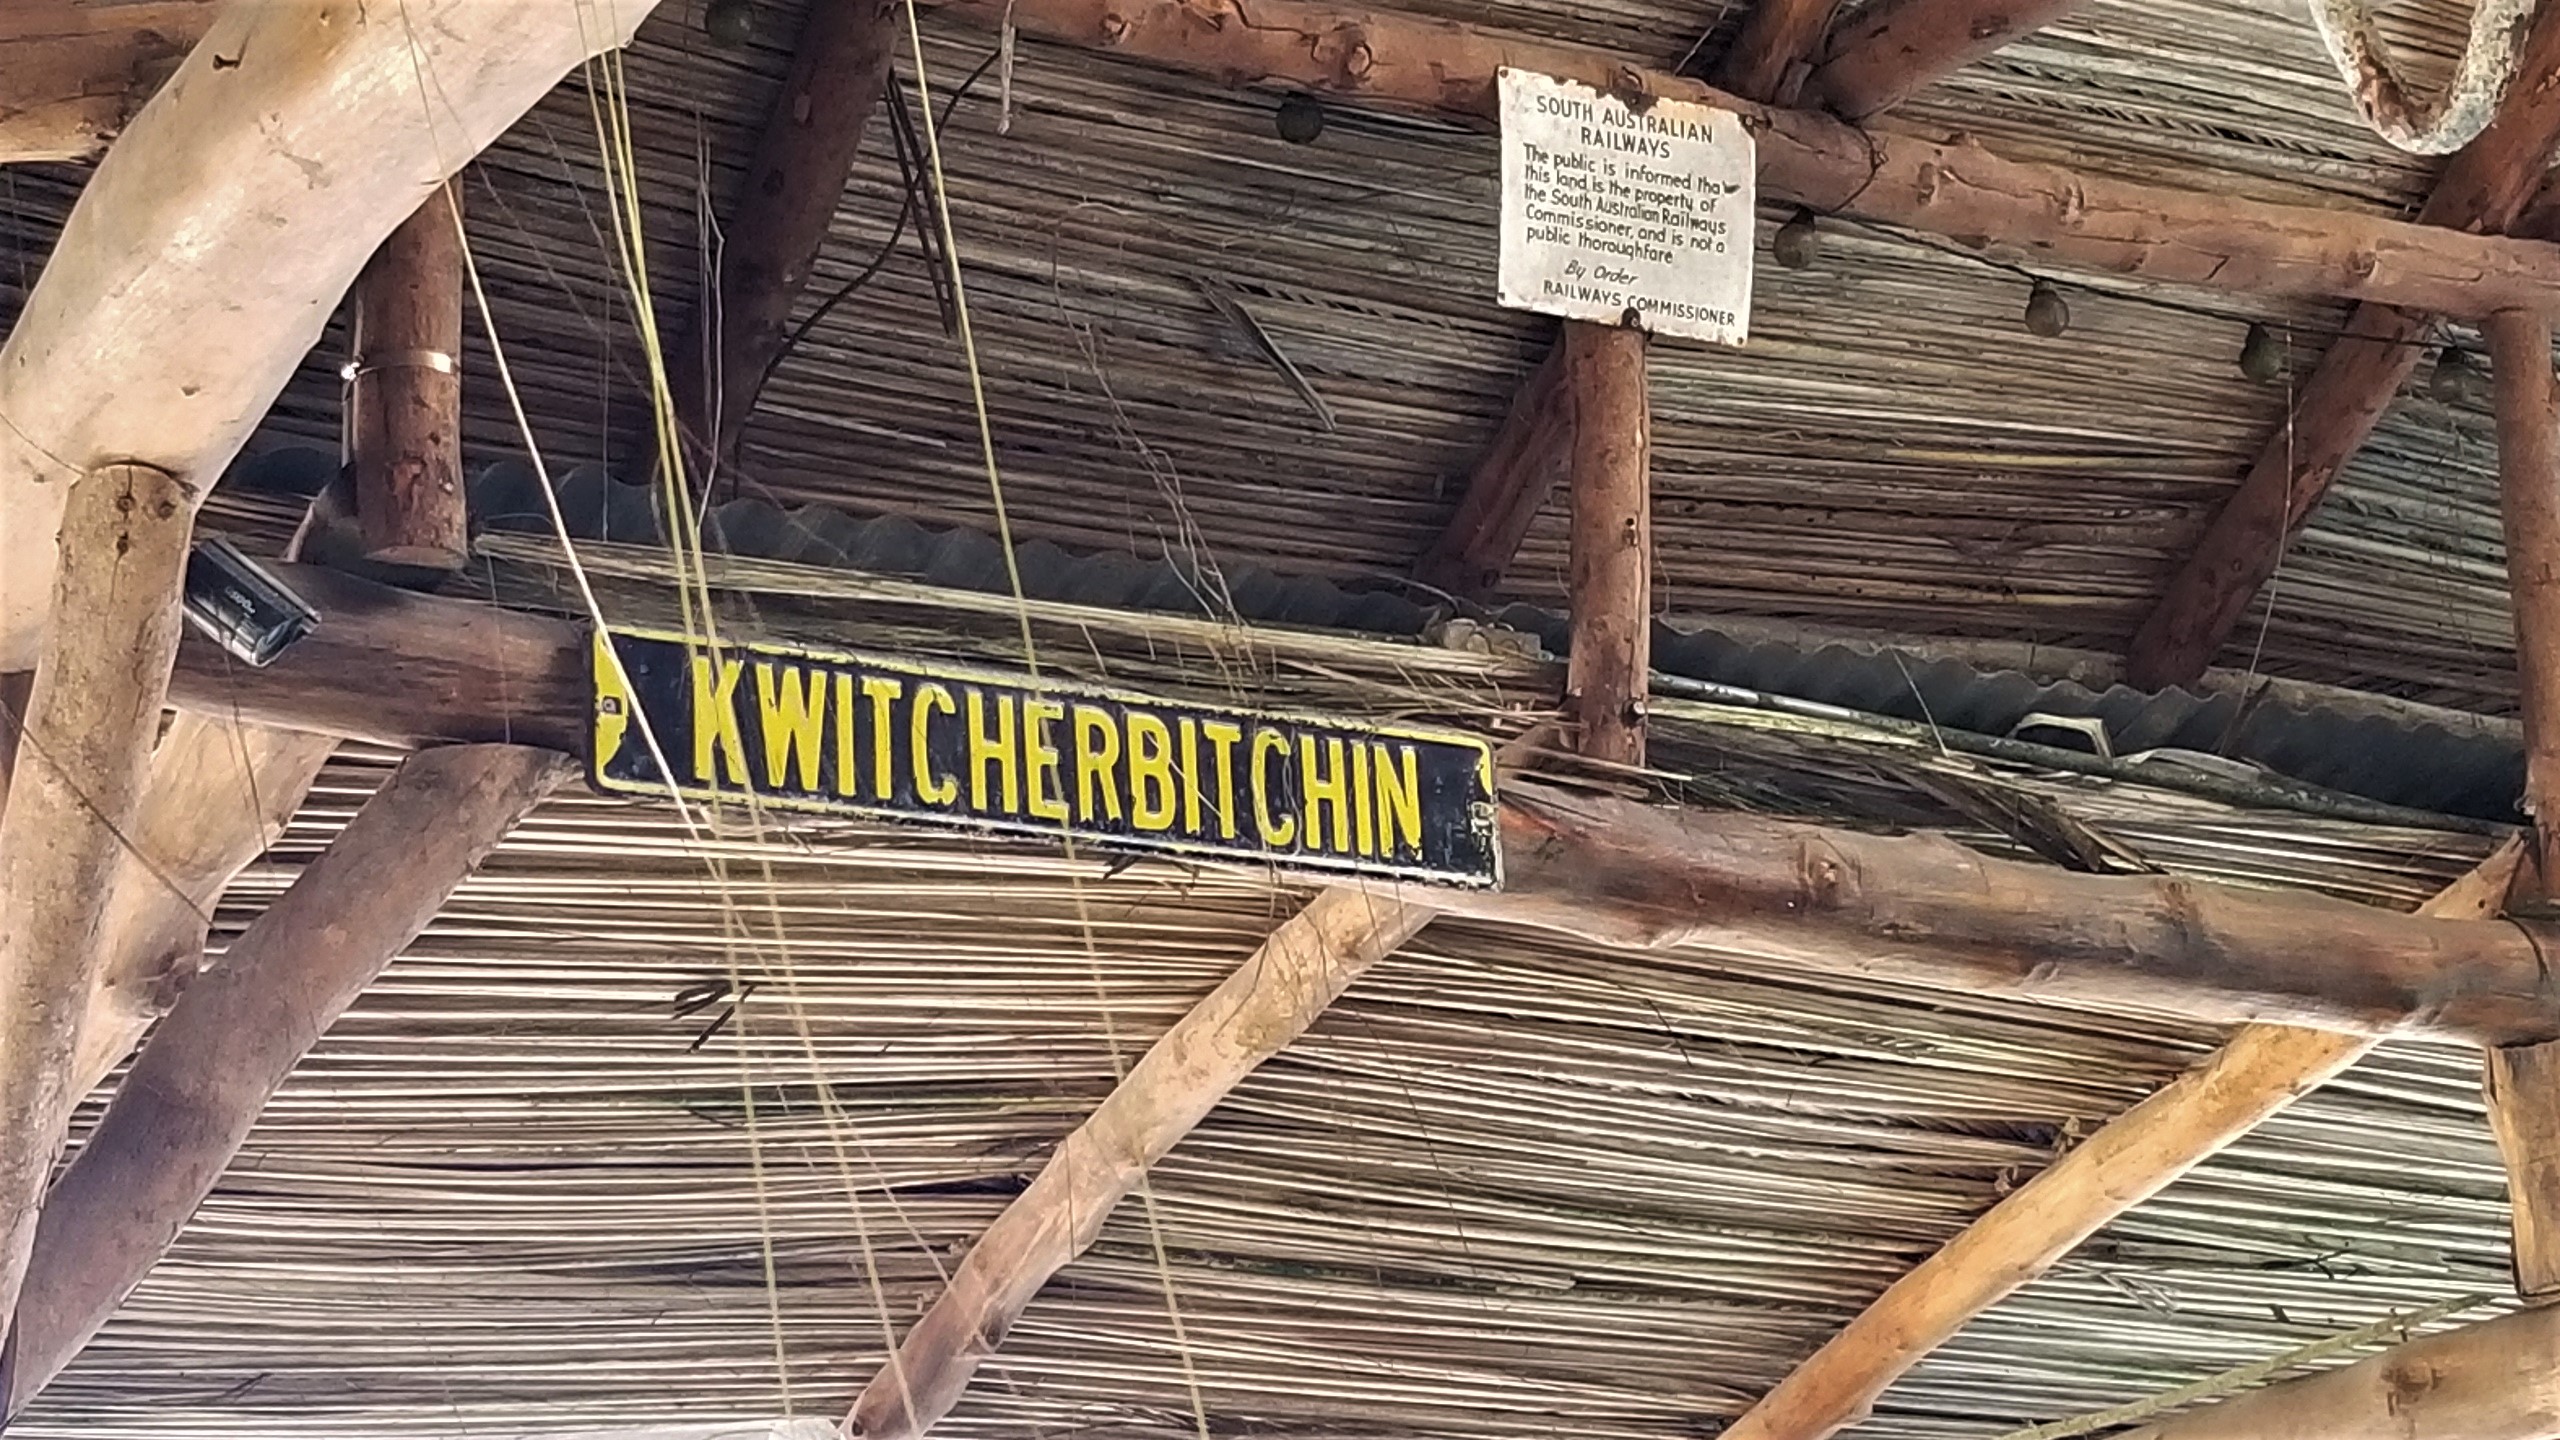 SOUTH AUSTRALIAN
RAILWAYS
The public is informed tha
this land is the property of
the South Australian Railways
Commissioner, and is not a
public thoroughfare
By Order
RAILWAYS COMMISSIONER
KWITCHERBITCHIN